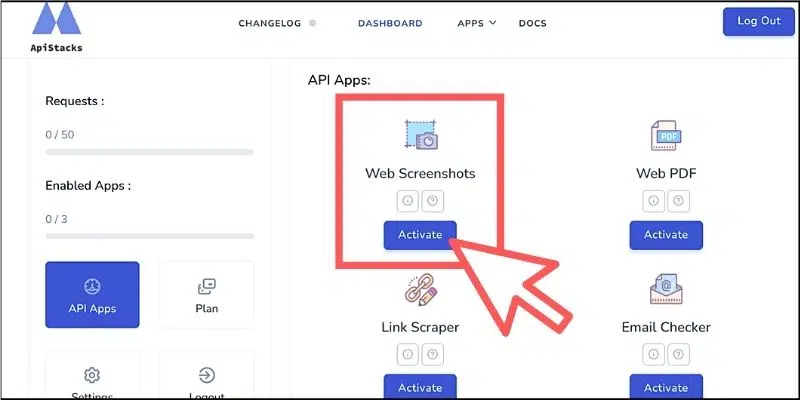 CHANGELOG DASHBOARD APPS DOCS Log Out
ApiStacks
Requests :
0 / 50
Enabled Apps :
0 / 3
API Apps
Plan
Settings
Logout
API Apps:
Web Screenshots
Activate
Web PDF
PDF
Activate
Link Scraper
Activate
Email Checker
@
Activate